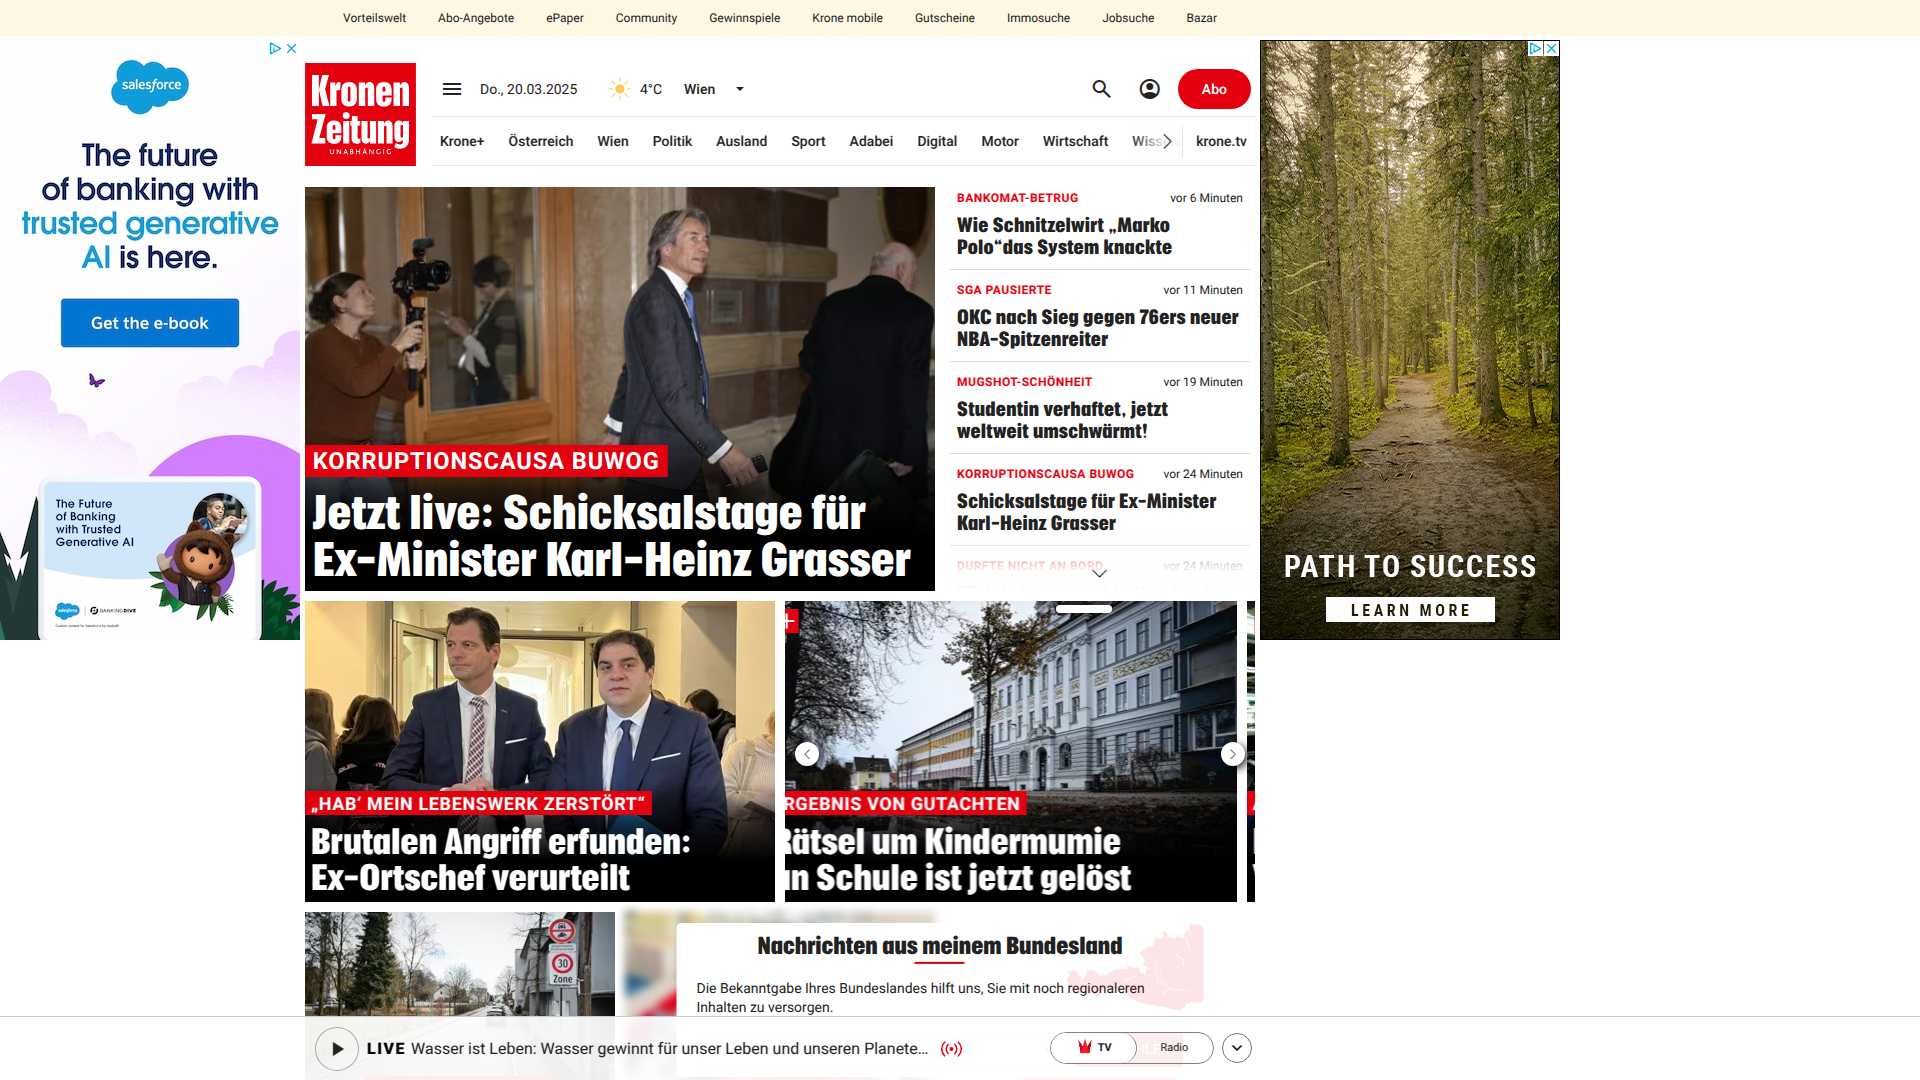 Vorteilswelt Abo-Angebote ePaper Community Gewinnspiele Krone mobile Gutscheine Immosuche Jobsuche Bazar
salesforce
The future
of banking with
trusted generative
AI is here.
Get the e-book
The Future
of Banking
with Trusted
Generative AI
salesforce BANKINGDIVE
Kronen
Zeitung
UNABHÄNGIG
Do., 20.03.2025 4°C Wien
Abo
Krone+ Österreich Wien Politik Ausland Sport Adabei Digital Motor Wirtschaft Wiss krone.tv
KORRUPTIONSCAUSA BUWOG
Jetzt live: Schicksalstage für
Ex-Minister Karl-Heinz Grasser
BANKOMAT-BETRUG vor 6 Minuten
Wie Schnitzelwirt „Marko
Polo“das System knackte
SGA PAUSIERTE vor 11 Minuten
OKC nach Sieg gegen 76ers neuer
NBA-Spitzenreiter
MUGSHOT-SCHÖNHEIT vor 19 Minuten
Studentin verhaftet, jetzt
weltweit umschwärmt!
KORRUPTIONSCAUSA BUWOG vor 24 Minuten
Schicksalstage für Ex-Minister
Karl-Heinz Grasser
DURFTE NICHT AN BORD vor 24 Minuten
PATH TO SUCCESS
LEARN MORE
„HAB’ MEIN LEBENSWERK ZERSTÖRT“
Brutalen Angriff erfunden:
Ex-Ortschef verurteilt
+
RGEBNIS VON GUTACHTEN
Rätsel um Kindermumie
in Schule ist jetzt gelöst
30
Zone
Nachrichten aus meinem Bundesland
Die Bekanntgabe Ihres Bundeslandes hilft uns, Sie mit noch regionaleren
Inhalten zu versorgen.
LIVE Wasser ist Leben: Wasser gewinnt für unser Leben und unseren Planete...
TV Radio